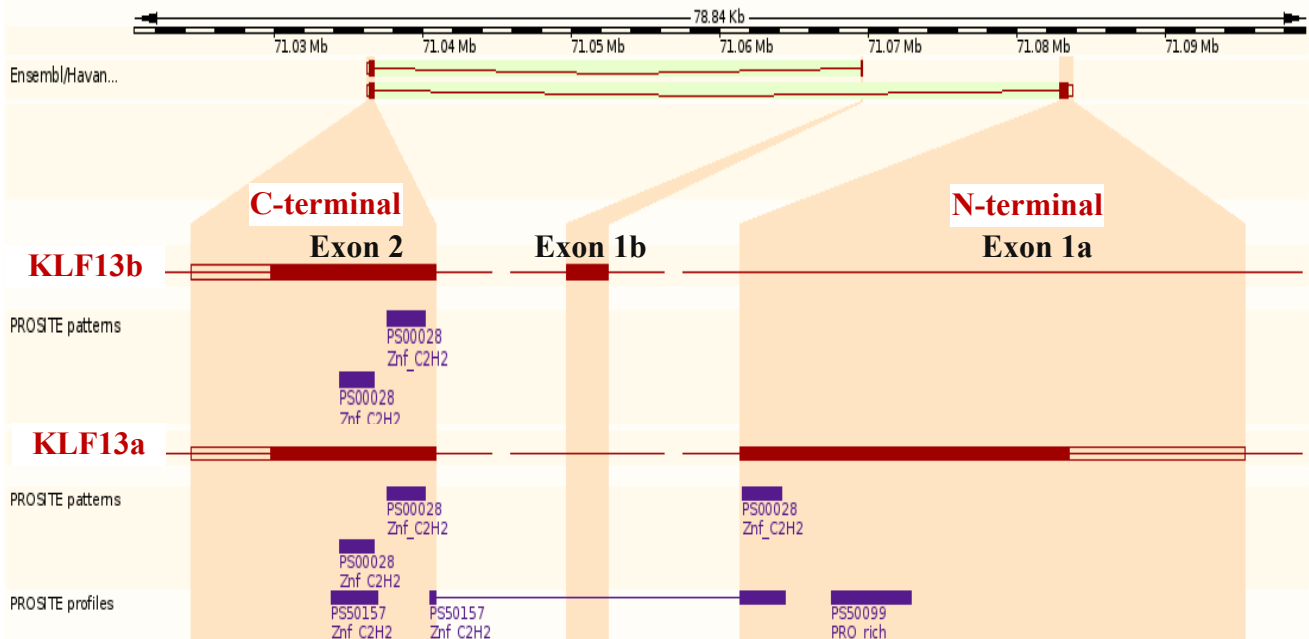 78.84 Kb
71.03 Mb 71.04 Mb 71.05 Mb 71.06 Mb 71.07 Mb 71.08 Mb 71.09 Mb
Ensembl/Havan...
C-terminal N-terminal
Exon 2 Exon 1b Exon 1a
KLF13b
PROSITE patterns
PS00028
Znf_C2H2
PS00028
Znf_C2H2
KLF13a
PROSITE patterns
PS00028 PS00028
Znf_C2H2 Znf_C2H2
PS00028
Znf_C2H2
PROSITE profiles
PS50157 PS50157 PS50099
Znf_C2H2 Znf_C2H2 PRO_rich